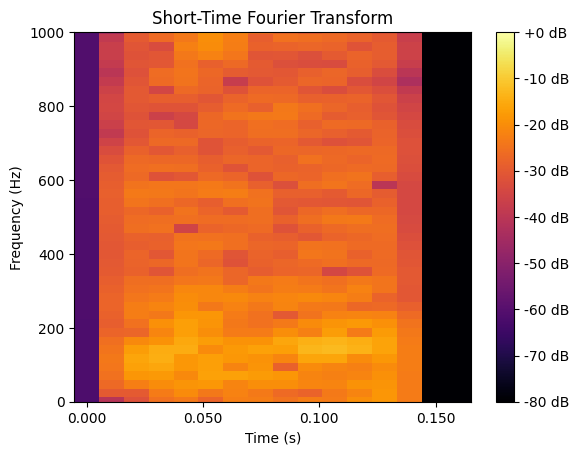 Short-Time Fourier Transform
1000
800
600
400
200
0
Frequency (Hz)
0.000
0.050
0.100
0.150
Time (s)
+0 dB
-10 dB
-20 dB
-30 dB
-40 dB
-50 dB
-60 dB
-70 dB
-80 dB